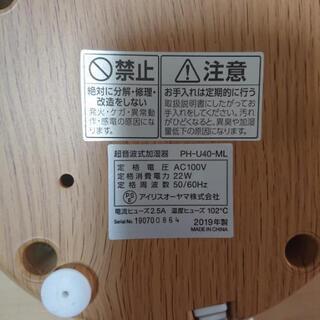 禁止
絶対に分解・修理・
改造をしない
発火・ケガ・異常動
作・感電の原因にな
ります。
注意
お手入れは定期的に行う
取扱説明書にしたがってお
手入れをしてください。汚れ
がひどくなると、異臭や加湿
量低下の原因になります。
超音波式加湿器 PH-U40-ML
定格電圧 AC100V
定格消費電力 22W
定格周波数 50/60Hz
PSE
アイリスオーヤマ株式会社
電流ヒューズ2.5A 温度ヒューズ 102℃
Serial No. 190700864 2019年製
MADE IN CHINA